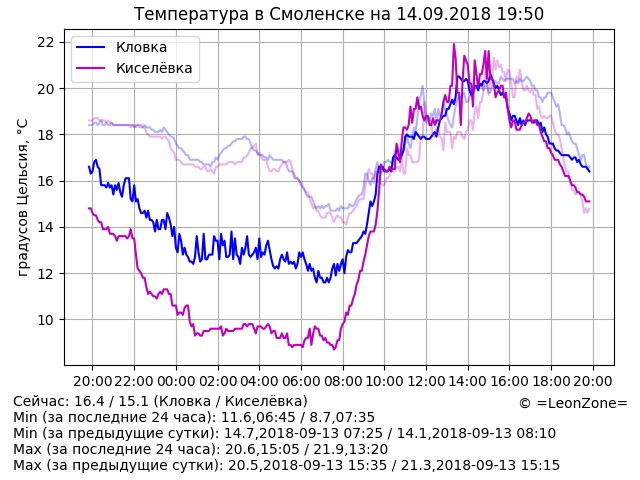 Температура в Смоленске на 14.09.2018 19:50
Кловка
Киселёвка
градусов Цельсия, °C
22
20
18
16
14
12
10
20:00 22:00 00:00 02:00 04:00 06:00 08:00 10:00 12:00 14:00 16:00 18:00 20:00
Сейчас: 16.4 / 15.1 (Кловка / Киселёвка)
© =LeonZone=
Min (за последние 24 часа): 11.6,06:45 / 8.7,07:35
Min (за предыдущие сутки): 14.7,2018-09-13 07:25 / 14.1,2018-09-13 08:10
Max (за последние 24 часа): 20.6,15:05 / 21.9,13:20
Max (за предыдущие сутки): 20.5,2018-09-13 15:35 / 21.3,2018-09-13 15:15